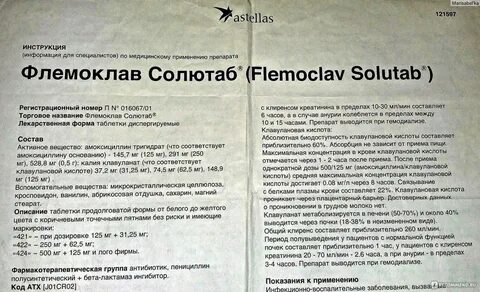 Marisabel'ka
astellas
121597
ИНСТРУКЦИЯ
(информация для специалистов) по медицинскому применению препарата
Флемоклав Солютаб® (Flemoclav Solutab®)
Регистрационный номер П N 016067/01
Торговое название Флемоклав Солютаб®
Лекарственная форма таблетки диспергируемые
Состав
Активное вещество: амоксициллин тригидрат (что соответствует
амоксициллину основанию) - 145,7 мг (125), 291 мг (250
мг), 528,8 мг (0,5 г): калия клавуланат (что соответствует
клавулановой кислоте) 37,2 мг (31,25), 74,5 мг (62,5), 148,9
мг (125 мг) .
Вспомогательные вещества: микрокристаллическая целлюлоза,
кросповидон, ванилин, абрикосовая отдушка, сахарин, магний
стеарат.
Описание таблетки продолговатой формы от белого до желтого
цвета с коричневыми точечными пятнами без риски и имеющие
маркировки:
«421» – при дозировке 125 мг + 31,25 мг;
«422» – 250 мг + 62,5 мг;
«424» – 500 мг + 125 мг и лого фирмы.
Фармакотерапевтическая группа антибиотик, пенициллин
полусинтетический + бета-лактамаз ингибитор.
Код АТХ [J01CR02]
с клиренсом креатинина в пределах 10-30 мл/мин составляет
6 часов, а в случае анурии колеблется в пределах между
10 и 15 часами. Препарат выводится при гемодиализе.
Клавулановая кислота:
Абсолютная биодоступность клавулановой кислоты составляет
приблизительно 60%. Абсорбция не зависит от приема пищи.
Максимальная концентрация в крови клавулановой кислоты
отмечается через 1 - 2 часа после приема. После приема
однократной дозы 500/125 мг (амоксициллин/клавулановой
кислоты) средняя максимальная концентрация клавулановой
кислоты достигает 0.08 мг/л через 8 часов. Связывание
с белками плазмы крови составляет 22%. Клавулановая кислота
проникает через плацентарный барьер. Достоверных данных
о проникновении в грудное молоко нет.
Клавуланат метаболизируется в печени (50-70%) и около 40%
выводится через почки (18-38% в неизмененном виде).
Общий клиренс составляет приблизительно 260 мл/мин.
Период полувыведения у пациентов с нормальной функцией
почек составляет приблизительно 1 час, у пациентов с клиренсом
креатинина 20 - 70 мл/мин - 2.6 часа, а при анурии - в пределах
3-4 часов. Препарат выводится при гемодиализе.
Показания к применению
Инфекционно-воспалительные заболевания, вызванные